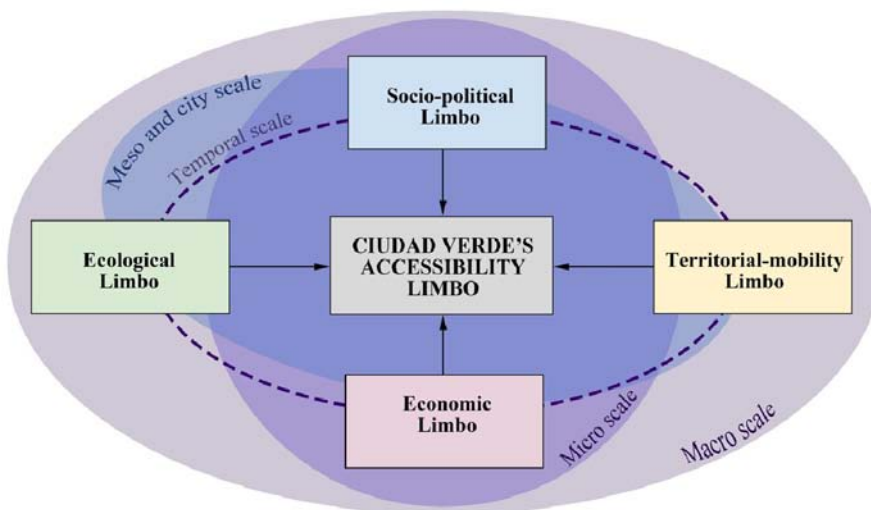 Socio-political
Limbo
Meso and city scale
Temporal scale
Ecological
Limbo
CIUDAD VERDE'S
ACCESSIBILITY
LIMBO
Territorial-mobility
Limbo
Economic
Limbo
Micro scale
Macro scale